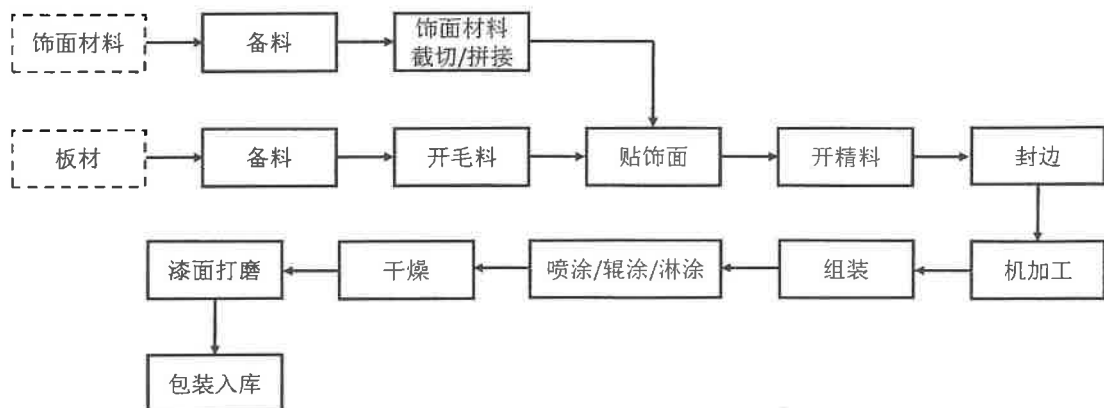 饰面材料
备料
饰面材料
截切/拼接
板材
备料
开毛料
贴饰面
开精料
封边
机加工
组装
喷涂/辊涂/淋涂
干燥
漆面打磨
包装入库